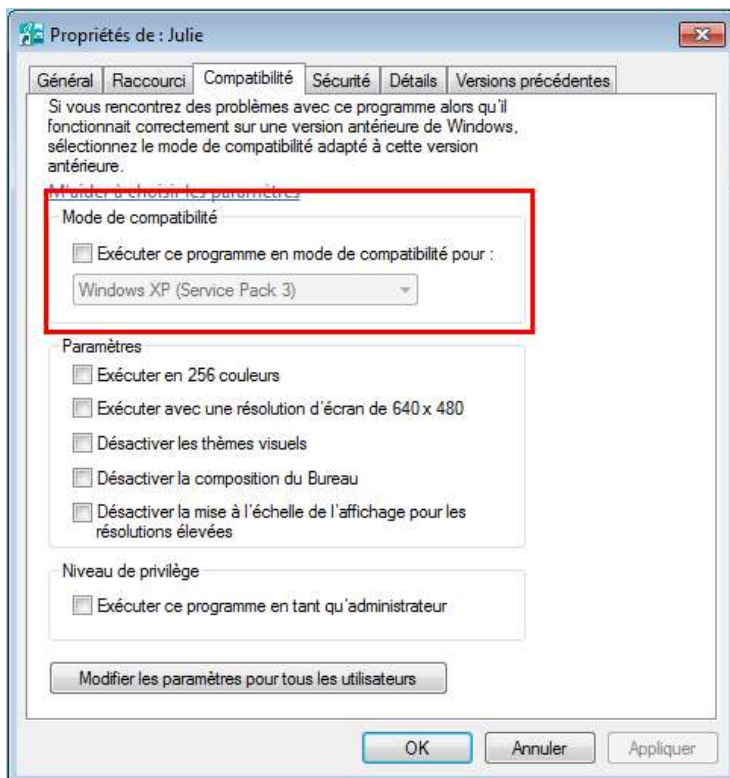 Propriétés de : Julie
Général Raccourci Compatibilité Sécurité Détails Versions précédentes
Si vous rencontrez des problèmes avec ce programme alors qu'il
fonctionnait correctement sur une version antérieure de Windows,
sélectionnez le mode de compatibilité adapté à cette version
antérieure.
M'aider à choisir les paramètres
Mode de compatibilité
Exécuter ce programme en mode de compatibilité pour :
Windows XP (Service Pack 3)
Paramètres
Exécuter en 256 couleurs
Exécuter avec une résolution d'écran de 640 x 480
Désactiver les thèmes visuels
Désactiver la composition du Bureau
Désactiver la mise à l'échelle de l'affichage pour les
résolutions élevées
Niveau de privilège
Exécuter ce programme en tant qu'administrateur
Modifier les paramètres pour tous les utilisateurs
OK Annuler Appliquer